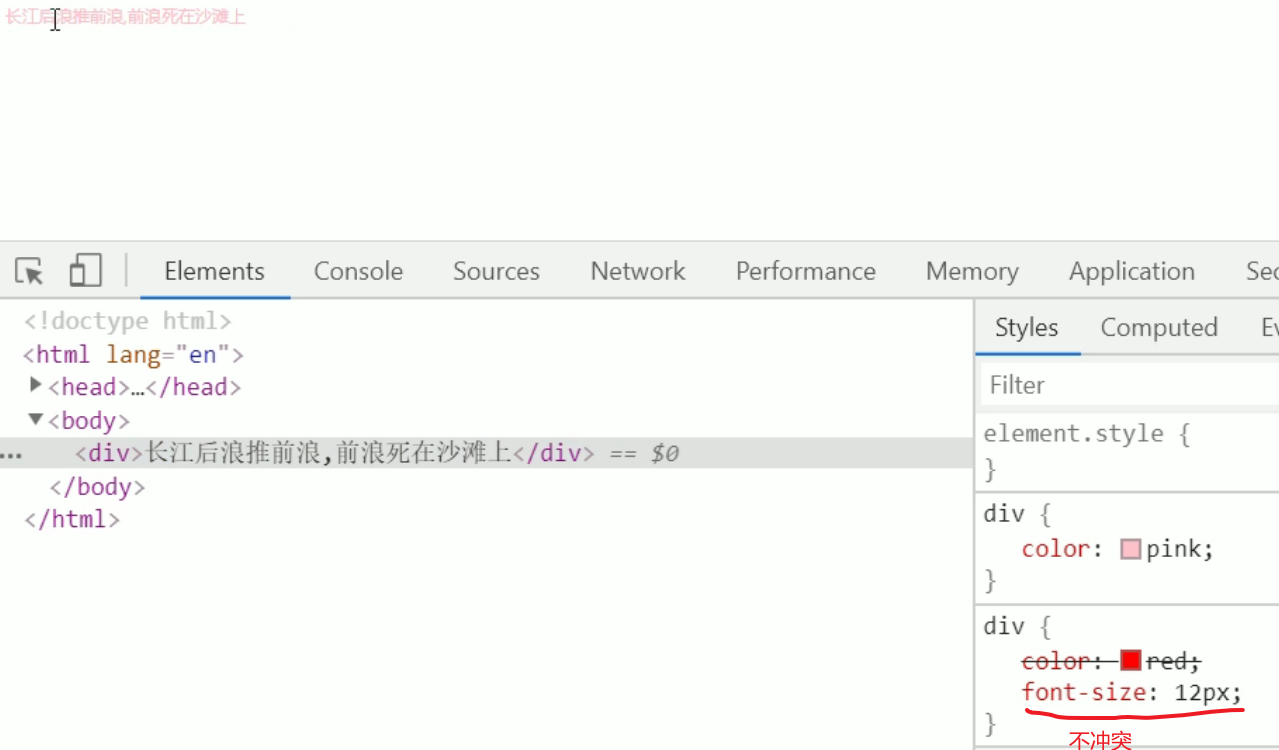 长江后浪推前浪,前浪死在沙滩上
Elements Console Sources Network Performance Memory Application
<!doctype html>
<html lang="en">
<head>…</head>
<body>
<div>长江后浪推前浪,前浪死在沙滩上</div> == $0
</body>
</html>
Styles Computed
Filter
element.style {
}
div {
color: pink;
}
div {
color: red;
font-size: 12px;
}
不冲突